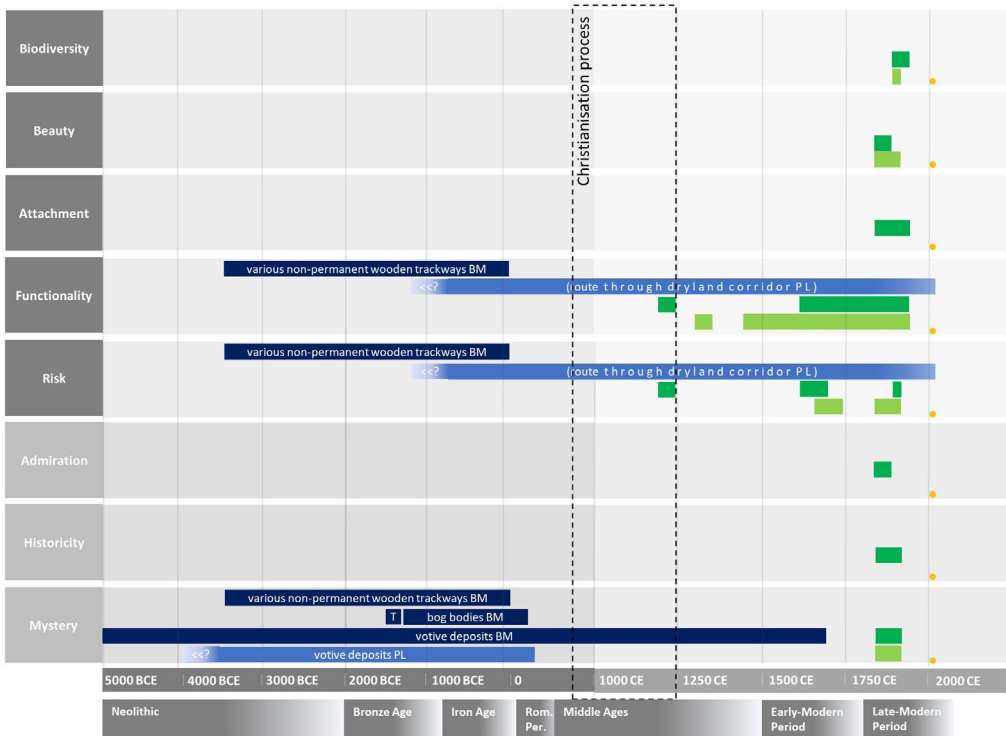 Christianisation process
Biodiversity
Beauty
Attachment
Functionality
various non-permanent wooden trackways BM
<<?
(route through dryland corridor PL)
Risk
various non-permanent wooden trackways BM
<<?
(route through dryland corridor PL)
Admiration
Historicity
Mystery
various non-permanent wooden trackways BM
T
bog bodies BM
votive deposits BM
<<?
votive deposits PL
5000 BCE
4000 BCE
3000 BCE
2000 BCE
1000 BCE
0
1000 CE
1250 CE
1500 CE
1750 CE
2000 CE
Neolithic
Bronze Age
Iron Age
Rom.
Per.
Middle Ages
Early-Modern
Period
Late-Modern
Period